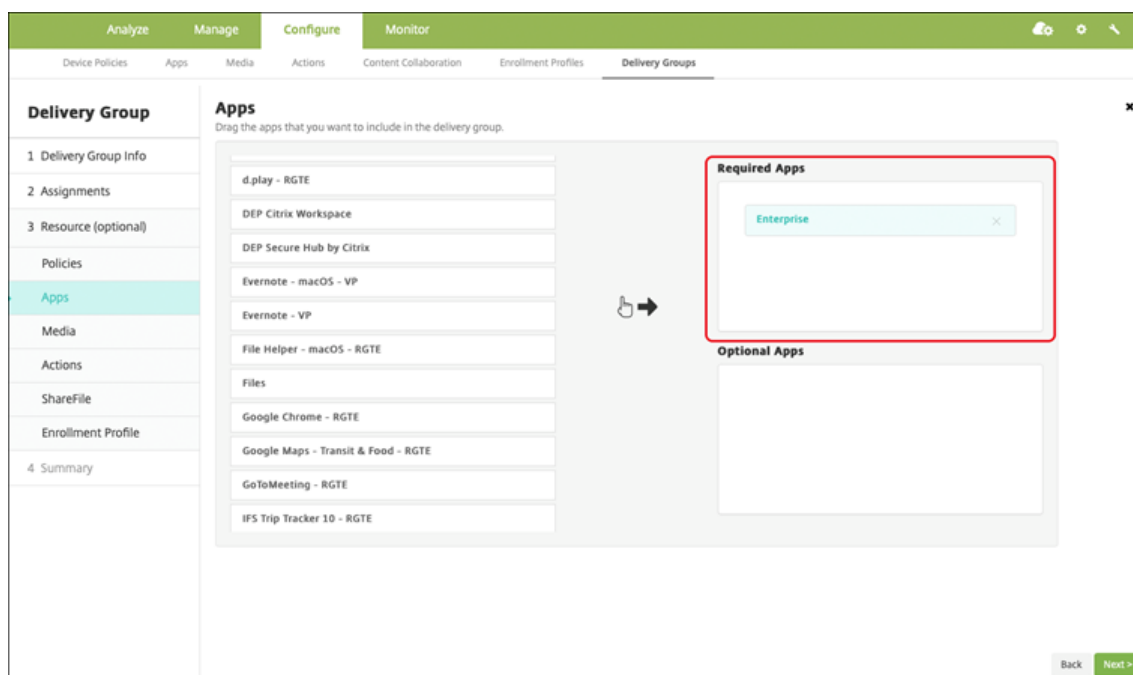 Analyze Manage Configure Monitor
Device Policies Apps Media Actions Content Collaboration Enrollment Profiles Delivery Groups
Delivery Group
1 Delivery Group Info
2 Assignments
3 Resource (optional)
Policies
Apps
Media
Actions
ShareFile
Enrollment Profile
4 Summary
Apps
Drag the apps that you want to include in the delivery group.
d.play - RGTE
DEP Citrix Workspace
DEP Secure Hub by Citrix
Evernote - macOS - VP
Evernote - VP
File Helper - macOS - RGTE
Files
Google Chrome - RGTE
Google Maps - Transit & Food - RGTE
GoToMeeting - RGTE
IFS Trip Tracker 10 - RGTE
Required Apps
Enterprise
Optional Apps
Back Next >